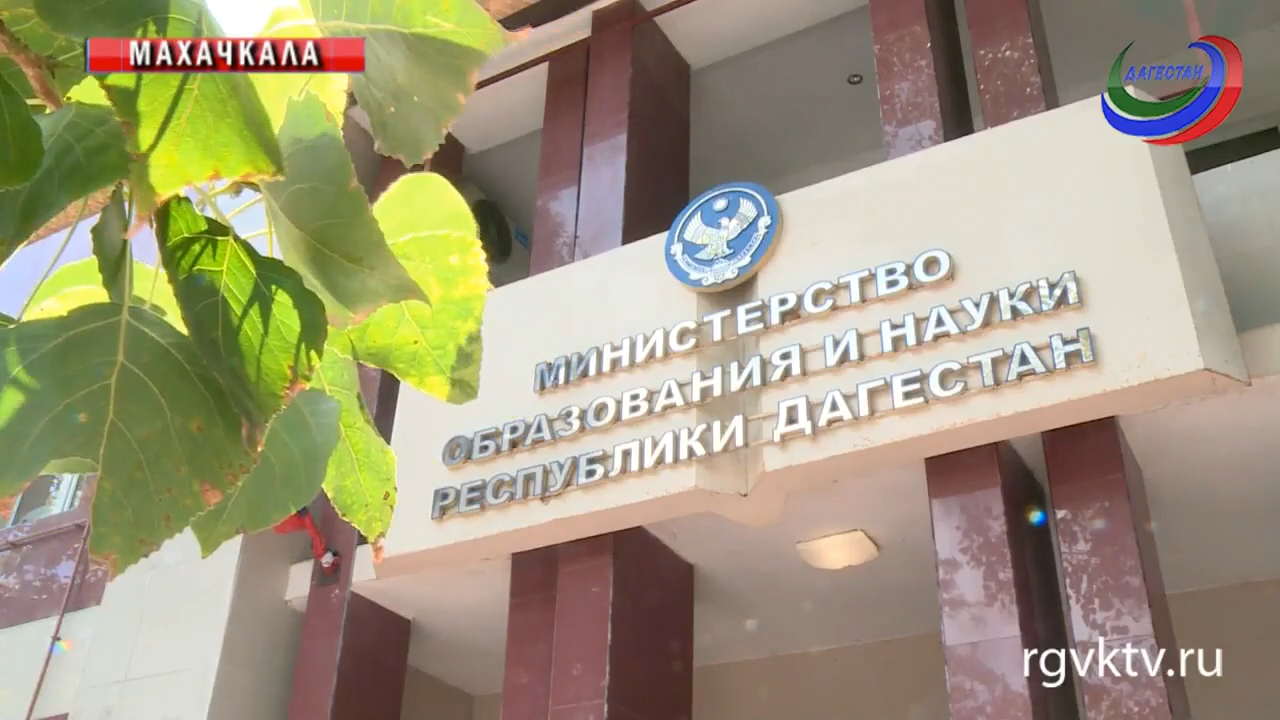 МАХАЧКАЛА
ДАГЕСТАН
МИНИСТЕРСТВО
ОБРАЗОВАНИЯ И НАУКИ
РЕСПУБЛИКИ ДАГЕСТАН
rgvktv.ru